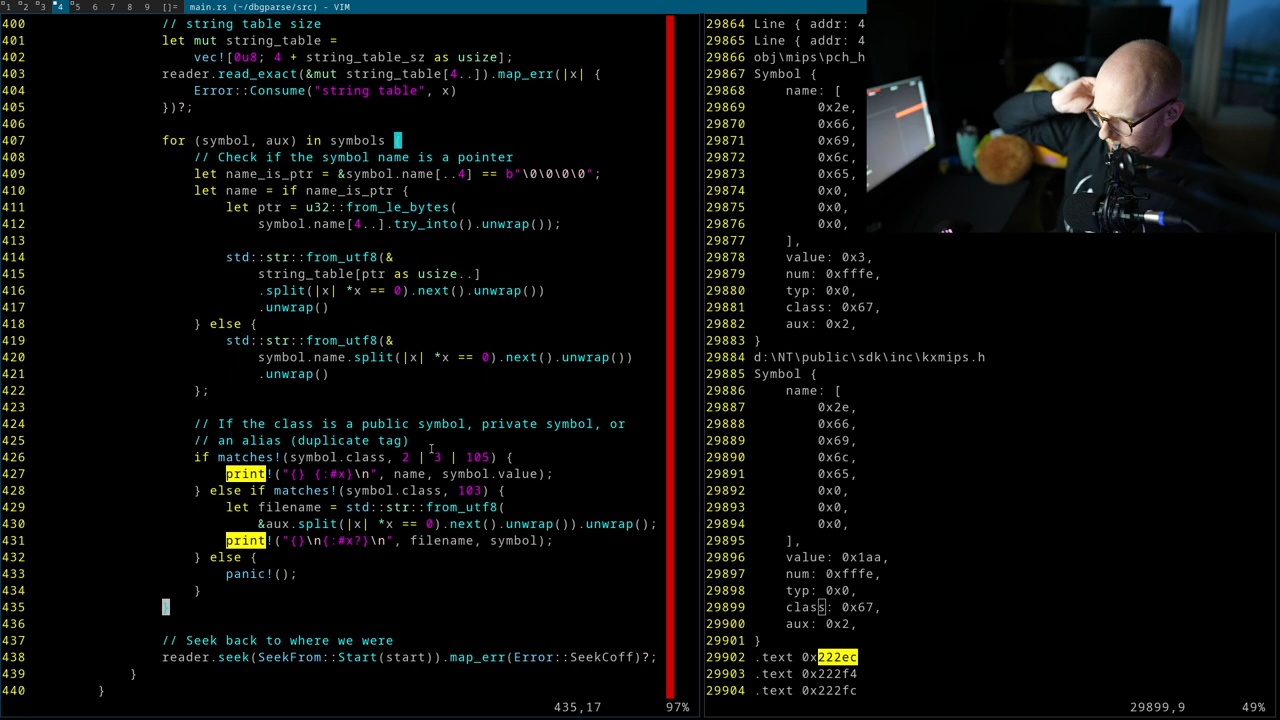 1 2 3 4 5 6 7 8 9 []= main.rs (~/dbgparse/src) - VIM
400 // string table size
401 let mut string_table =
402 vec![0u8; 4 + string_table_sz as usize];
403 reader.read_exact(&mut string_table[4..]).map_err(|x| {
404 Error::Consume("string table", x)
405 })?;
406
407 for (symbol, aux) in symbols {
408 // Check if the symbol name is a pointer
409 let name_is_ptr = &symbol.name[..4] == b"\0\0\0\0";
410 let name = if name_is_ptr {
411 let ptr = u32::from_le_bytes(
412 symbol.name[4..].try_into().unwrap());
413
414 std::str::from_utf8(&
415 string_table[ptr as usize..]
416 .split(|x| *x == 0).next().unwrap())
417 .unwrap()
418 } else {
419 std::str::from_utf8(&
420 symbol.name.split(|x| *x == 0).next().unwrap())
421 .unwrap()
422 };
423
424 // If the class is a public symbol, private symbol, or
425 // an alias (duplicate tag)
426 if matches!(symbol.class, 2 | 3 | 105) {
427 print!("{} {:#x}\n", name, symbol.value);
428 } else if matches!(symbol.class, 103) {
429 let filename = std::str::from_utf8(
430 &aux.split(|x| *x == 0).next().unwrap()).unwrap();
431 print!("{}\n{:#x?}\n", filename, symbol);
432 } else {
433 panic!();
434 }
435 }
436
437 // Seek back to where we were
438 reader.seek(SeekFrom::Start(start)).map_err(Error::SeekCoff)?;
439 }
440 }
435,17 97%
29864 Line { addr: 4
29865 Line { addr: 4
29866 obj\mips\pch_h
29867 Symbol {
29868 name: [
29869 0x2e,
29870 0x66,
29871 0x69,
29872 0x6c,
29873 0x65,
29874 0x0,
29875 0x0,
29876 0x0,
29877 ],
29878 value: 0x3,
29879 num: 0xfffe,
29880 typ: 0x0,
29881 class: 0x67,
29882 aux: 0x2,
29883 }
29884 d:\NT\public\sdk\inc\kxmips.h
29885 Symbol {
29886 name: [
29887 0x2e,
29888 0x66,
29889 0x69,
29890 0x6c,
29891 0x65,
29892 0x0,
29893 0x0,
29894 0x0,
29895 ],
29896 value: 0x1aa,
29897 num: 0xfffe,
29898 typ: 0x0,
29899 class: 0x67,
29900 aux: 0x2,
29901 }
29902 .text 0x222ec
29903 .text 0x222f4
29904 .text 0x222fc
29899,9 49%